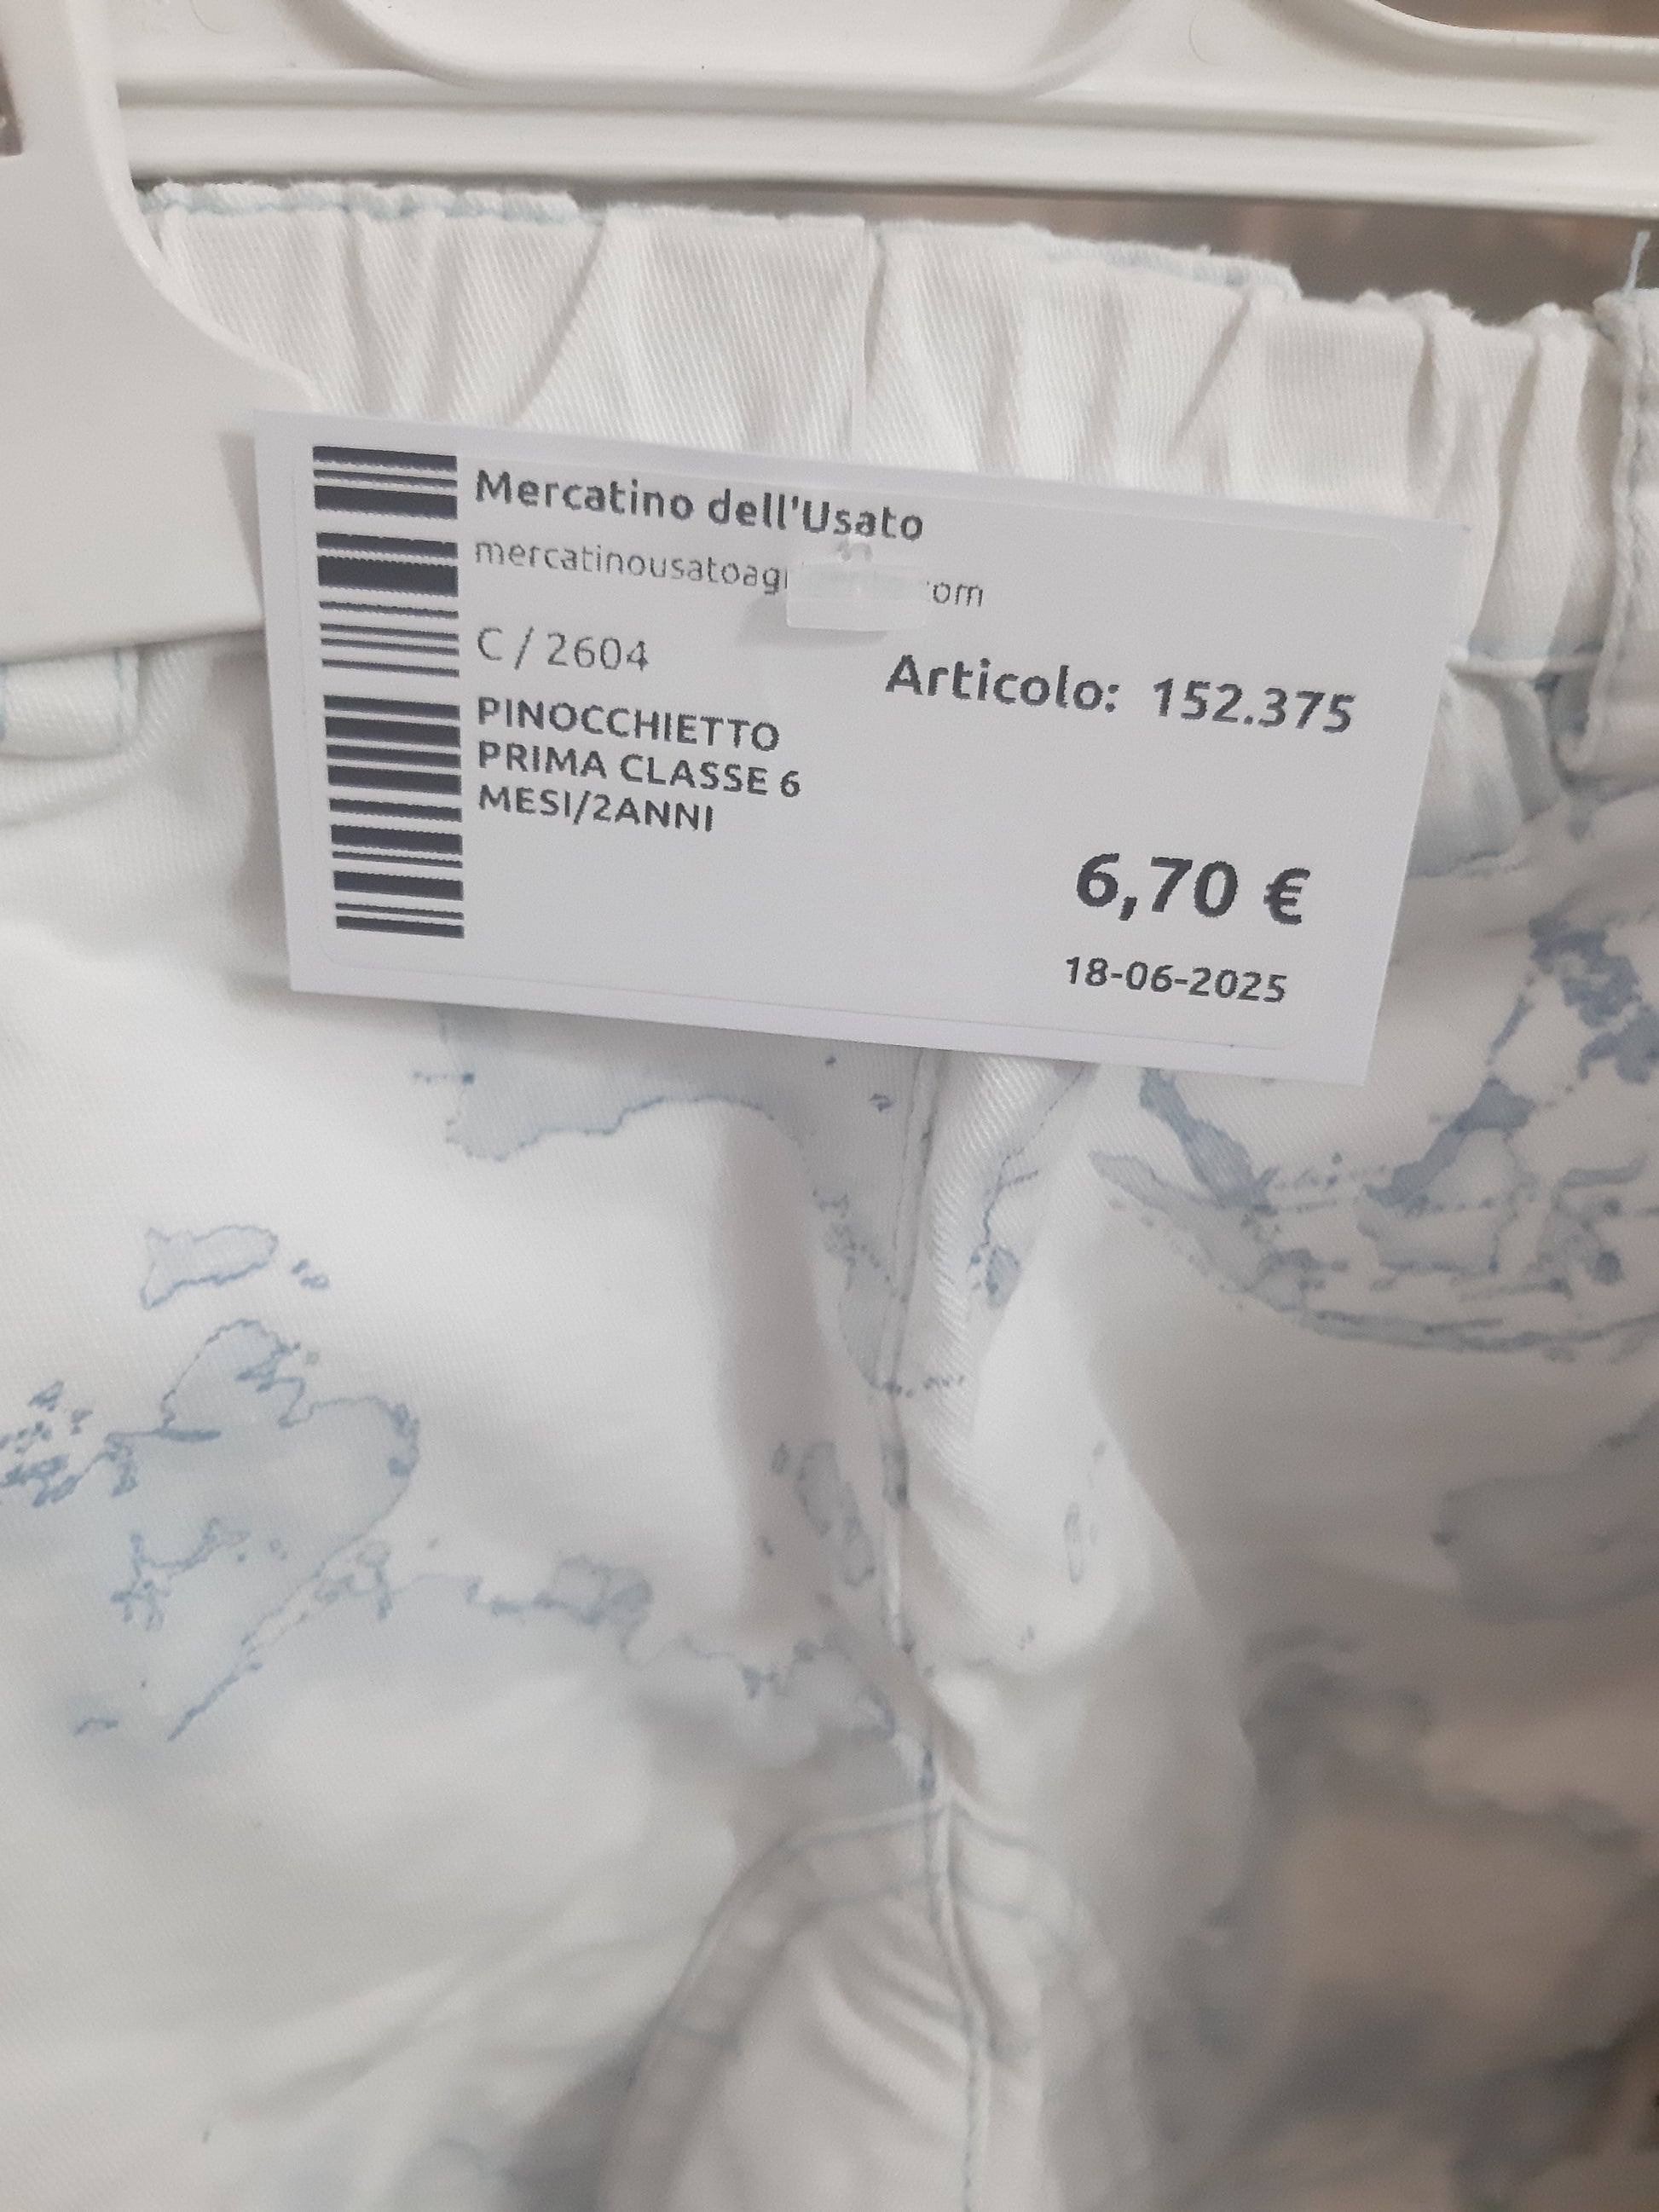 Mercatino dell'Usato
C / 2604
Articolo: 152.375
PINOCCHIETTO
PRIMA CLASSE 6
MESI/2ANNI
6,70 €
18-06-2025